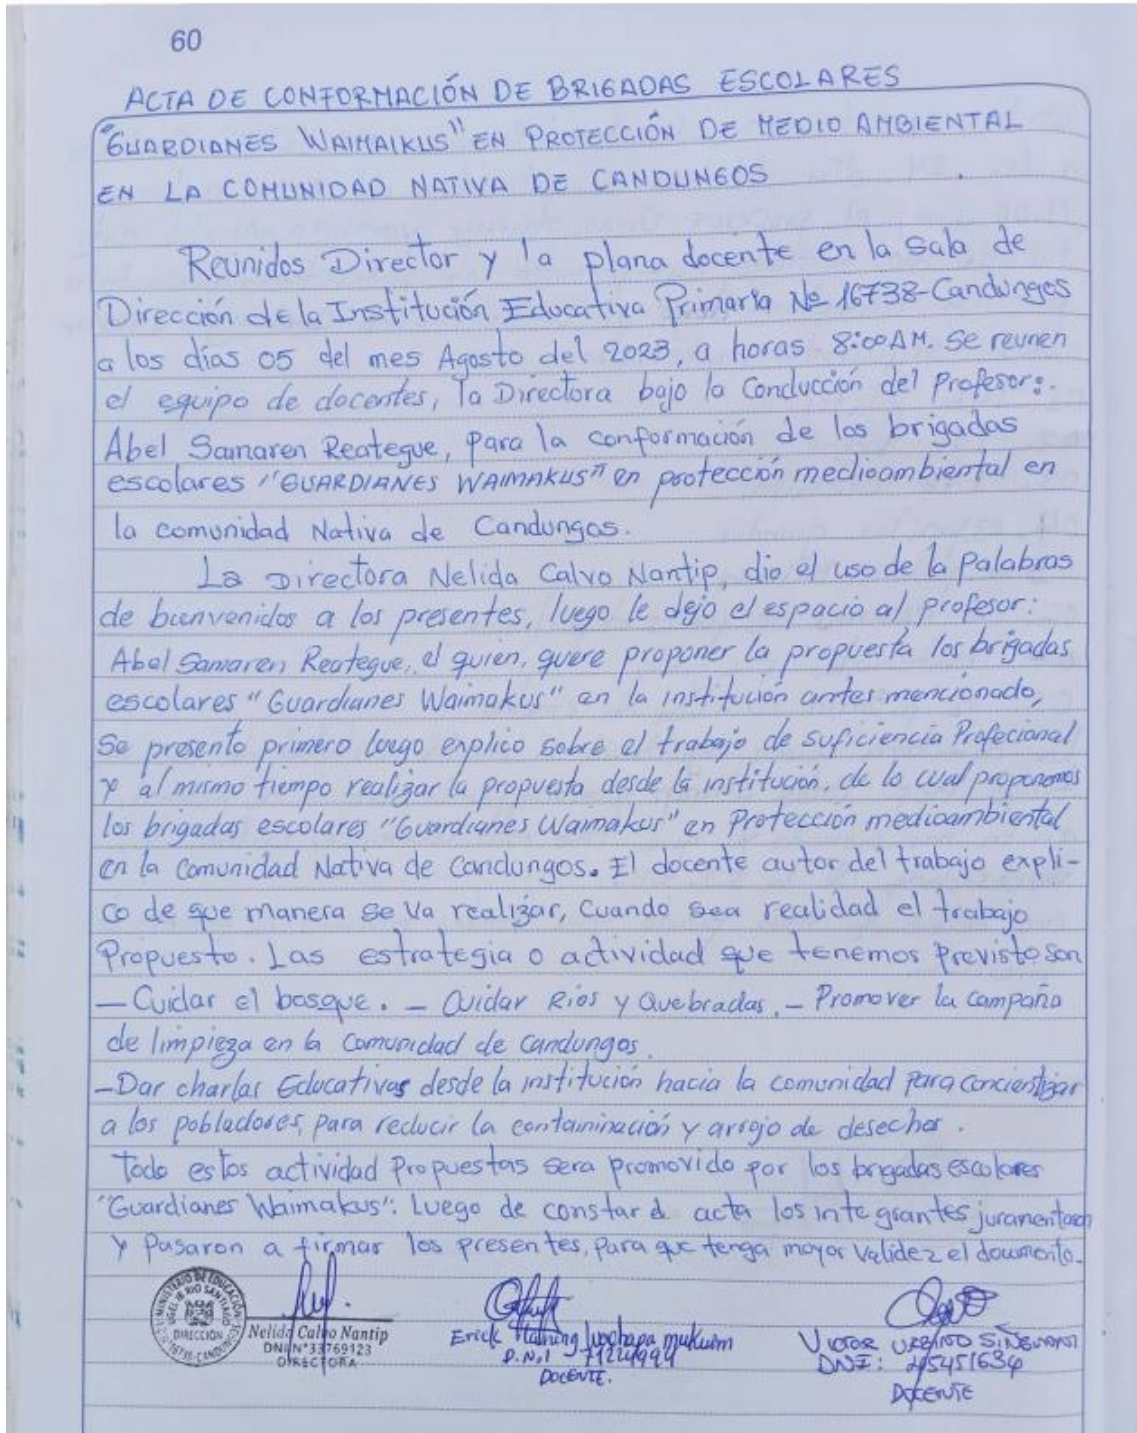 60
ACTA DE CONFORMACIÓN DE BRIGADAS ESCOLARES
"GUARDIANES WAIMAIKUS" EN PROTECCIÓN DE MEDIO AMBIENTAL
EN LA COMUNIDAD NATIVA DE CANDUNGOS
Reunidos Director y la plana docente en la sala de
Dirección de la Institución Educativa Primaria Nº 16738-Candungos
a los días 05 del mes Agosto del 2023, a horas 8:00AM. Se reunen
el equipo de docentes, la Directora bajo la Conducción del Profesor:.
Abel Samaren Reategue, para la conformación de las brigadas
escolares "GUARDIANES WAIMAKUS" en protección medioambiental en
la comunidad Nativa de Candungos.
La Directora Nelida Calvo Nantip, dio el uso de la Palabras
de bienvenidos a los presentes, luego le dejo el espacio al profesor:
Abel Samaren Reategue, el quien, quere proponer la propuesta los brigadas
escolares "Guardianes Waimakus" en la institución antes mencionado,
Se presento primero luego explico sobre el trabajo de Suficiencia Profecional
y al mismo tiempo realizar la propuesta desde la institución. de lo cual proponemos
los brigadas escolares "Guardianes Waimakus" en Protección medioambiental
en la Comunidad Nativa de Candungos. El docente autor del trabajo expli-
co de que manera se va realizar, Cuando sea realidad el trabajo
Propuesto. Las estrategia o actividad que tenemos Previsto son
— Cuidar el bosque. — Cuidar Ríos y Quebradas. — Promover la Campaña
de limpieza en la Comunidad de Candungos.
— Dar charlas Educativas desde la institución hacia la comunidad Para concientizar
a los pobladores, para reducir la contaminación y arrojo de desechos.
Todo estos actividad Propuestas sera promovido por los brigadas escolares
"Guardianes Waimakus". Luego de constar el acta los integrantes juramentaron
y Pasaron a firmar los presentes, para que tenga mayor validez el documento.
MINISTERIO DE EDUCACIÓN
UGEL RIO SANTIAGO
DIRECCIÓN
Nelida Calvo Nantip
DNI N° 33769123
DIRECTORA
Erick mukuim
D.N.I 71224994
DOCENTE.
VICTOR
DNI: 45451634
DOCENTE